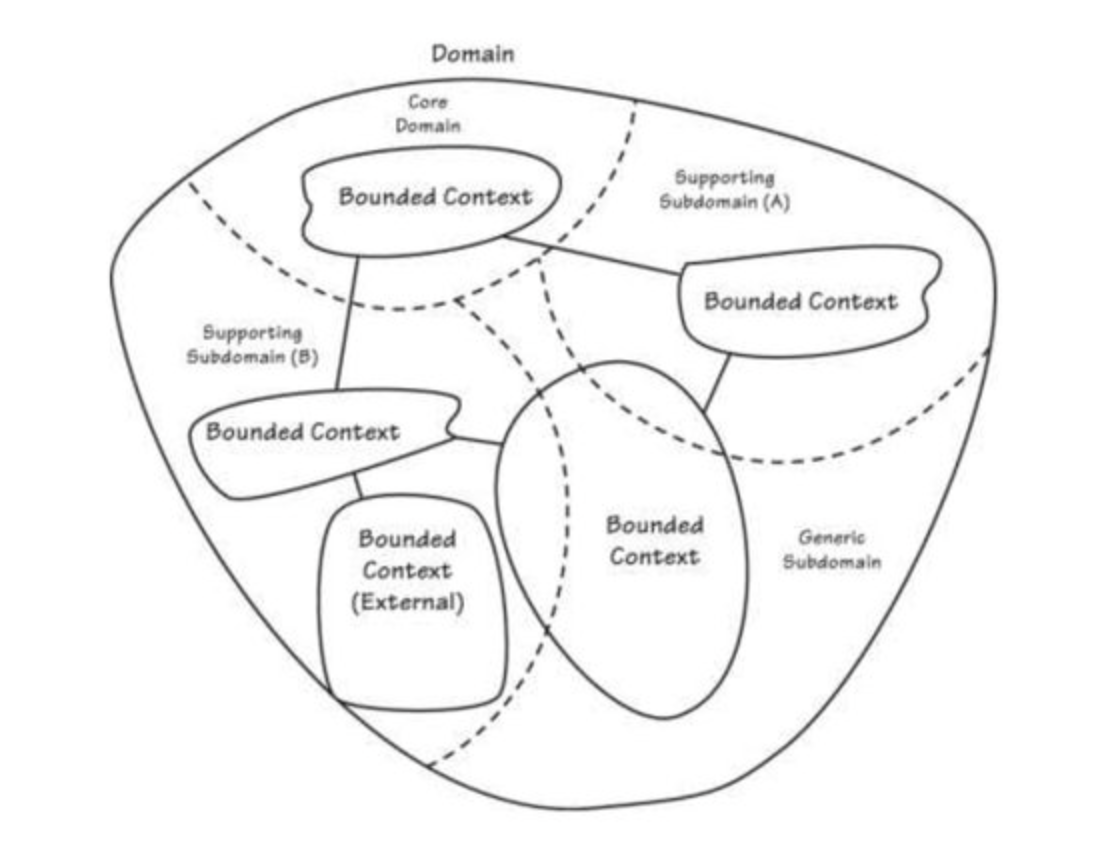 Domain
Core
Domain
Bounded Context
Supporting
Subdomain (A)
Bounded Context
Supporting
Subdomain (B)
Bounded Context
Bounded
Context
(External)
Bounded
Context
Generic
Subdomain